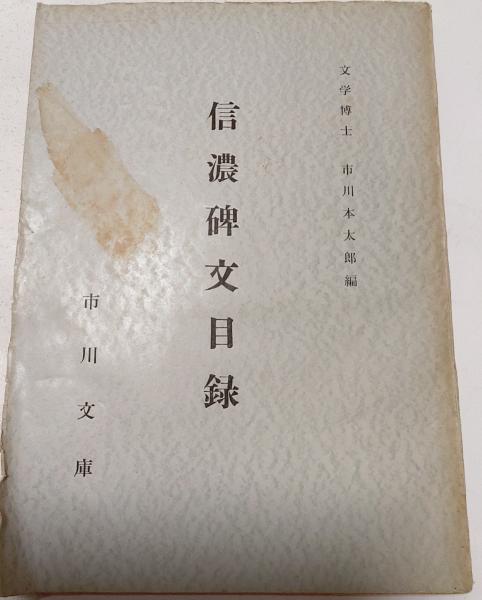 文学博士 市川本太郎編
信濃碑文目録
市川文庫